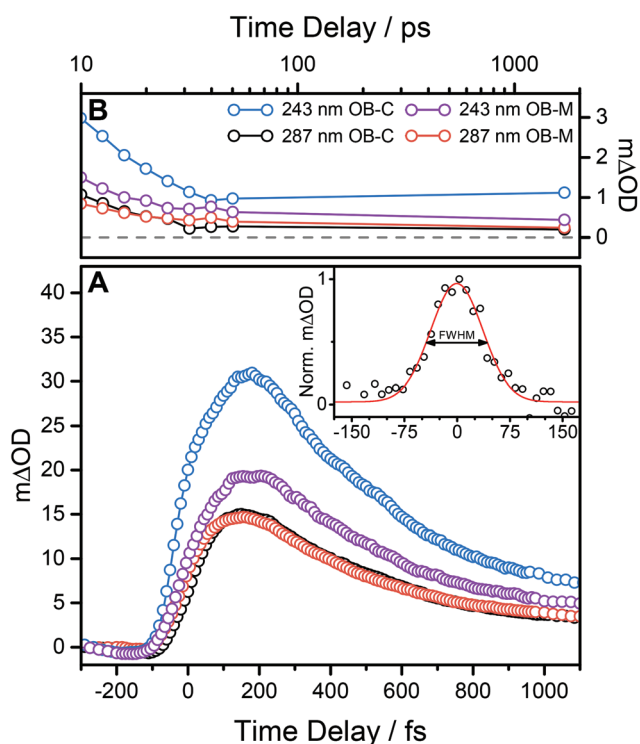 Time Delay / ps
10 100 1000
B
243 nm OB-C 243 nm OB-M
287 nm OB-C 287 nm OB-M
3
2
1
0
mΔOD
A
40
35
30
25
20
15
10
5
0
mΔOD
1
0
Norm. mΔOD
FWHM
-150 -75 0 75 150
-200 0 200 400 600 800 1000
Time Delay / fs